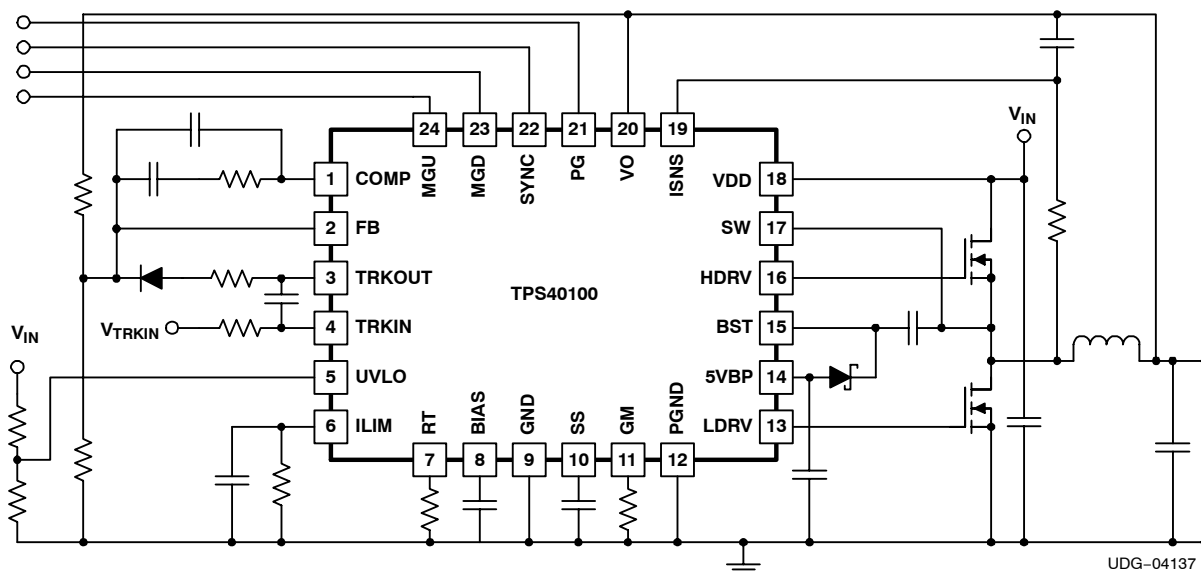 24 23 22 21 20 19
MGU MGD SYNC PG VO ISNS
V_IN
1 COMP
VDD 18
2 FB
SW 17
3 TRKOUT
HDRV 16
TPS40100
V_TRKIN
4 TRKIN
BST 15
V_IN
5 UVLO
5VBP 14
6 ILIM
LDRV 13
RT BIAS GND SS GM PGND
7 8 9 10 11 12
UDG−04137